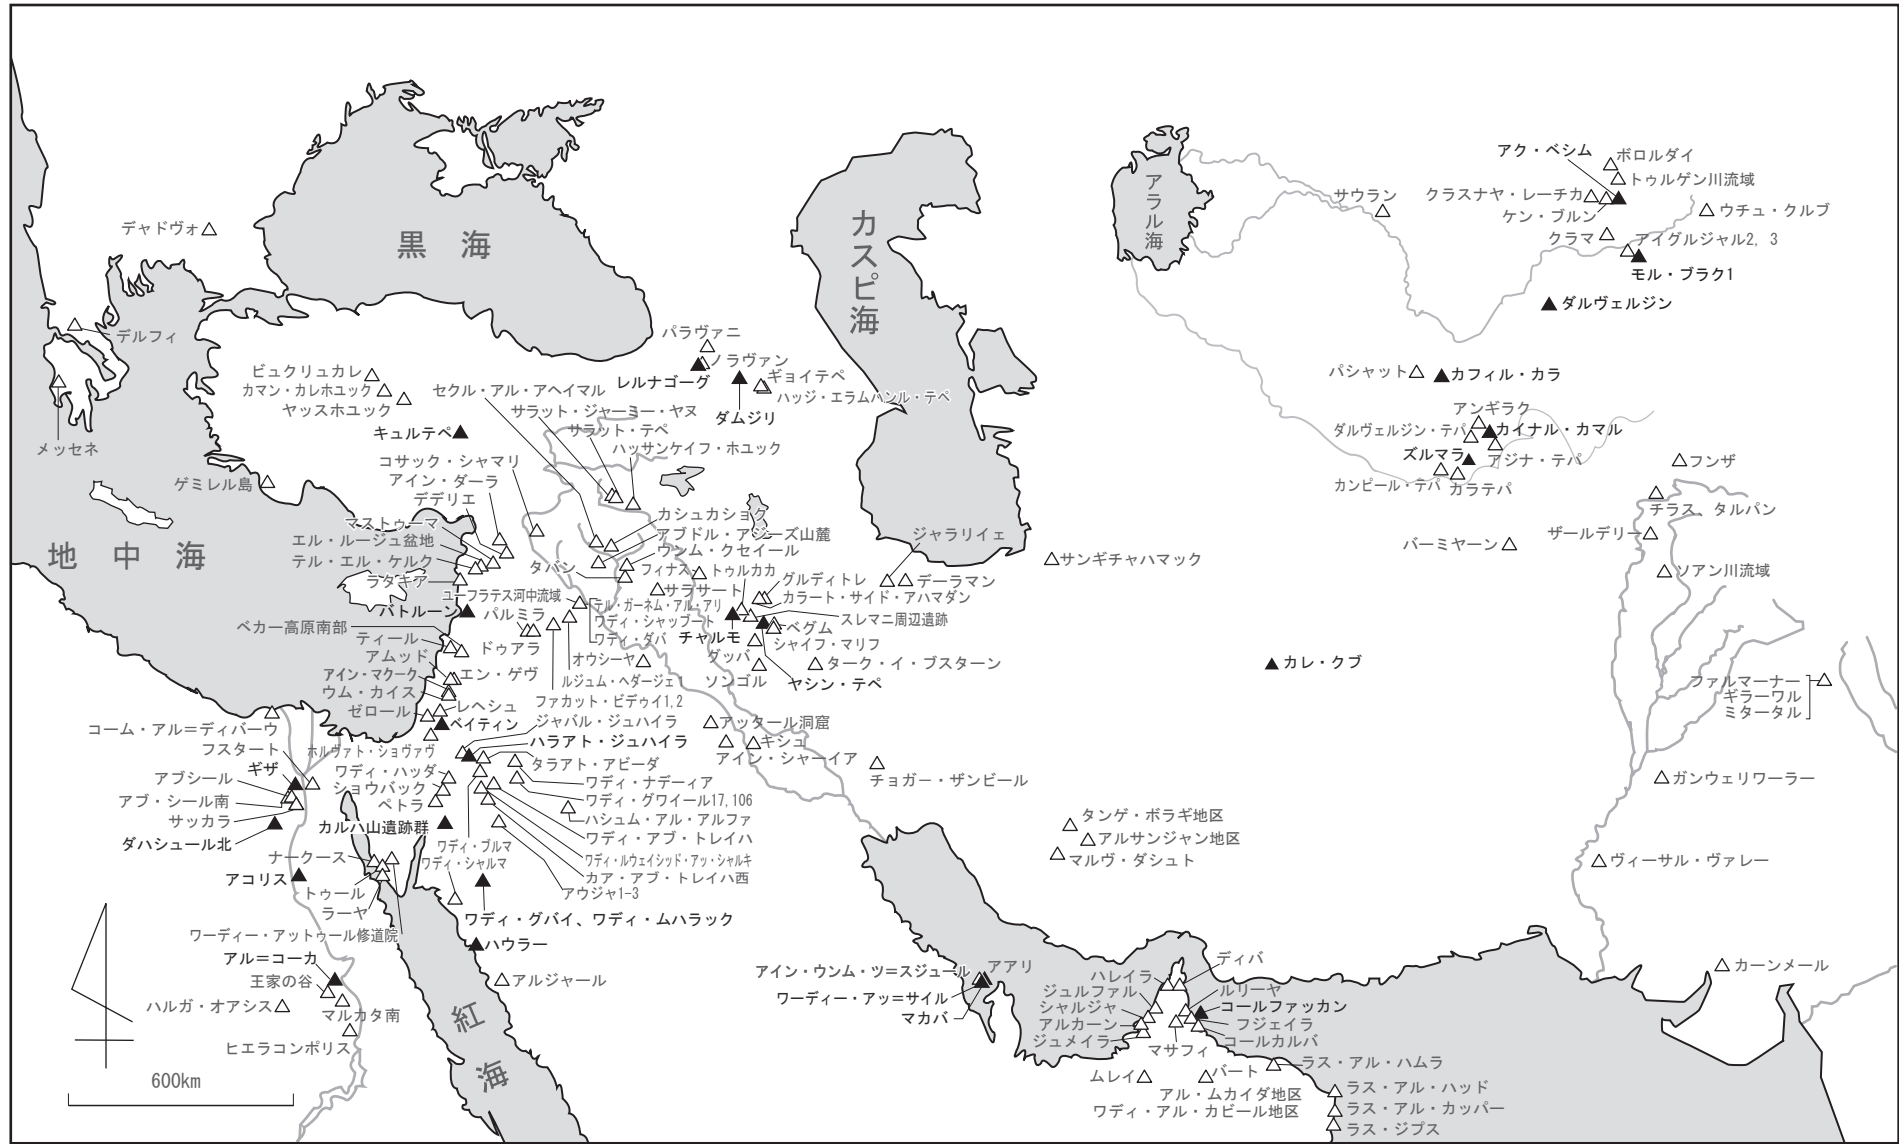 アク・ベシム
ボロルダイ
トゥルゲン川流域
サウラン
クラスナヤ・レーチカ
ケン・ブルン
ウチュ・クルブ
クラマ
アイグルジャル2, 3
モル・ブラク1
ダルヴェルジン
アラル海
カスピ海
黒 海
デャドヴォ
デルフィ
メッセネ
パラヴァニ
ノラヴァン
レルナゴーグ
ギョイテペ
ハッジ・エラムハンル・テペ
ダムジリ
ビュクリュカレ
カマン・カレホユック
ヤッスホユック
キュルテペ
セクル・アル・アヘイマル
サラット・ジャーミー・ヤヌ
サラット・テペ
ハッサンケイフ・ホユック
コサック・シャマリ
アイン・ダーラ
デデリエ
ゲミレル島
マストゥーマ
エル・ルージュ盆地
テル・エル・ケルク
ラタキア
地 中 海
カシュカショク
アブドル・アジーズ山麓
ウンム・クセイール
タバン
フィナス
トゥルカカ
サラサート
グルディトレ
カラート・サイド・アハマダン
ジャラリイェ
デーラマン
サンギチャハマック
スレマニ周辺遺跡
ユーフラテス河中流域
テル・ガーネム・アル・アリ
ワディ・シャッブート
ワディ・ダバ
バトルーン
パルミラ
ドゥアラ
チャルモ
ベグム
シャイフ・マリフ
グッバ
ソンゴル
ターク・イ・ブスターン
ヤシン・テペ
ベカー高原南部
ティール
アムッド
アイン・マクーク
ウム・カイス
ゼロール
エン・ゲヴ
レヘシュ
ベイティン
オウシーヤ
ルジュム・ヘダージェ1
ファカット・ビデゥイ1,2
ジャバル・ジュハイラ
ハラアト・ジュハイラ
タラアト・アビーダ
ワディ・ナデーィア
ワディ・グワイール17,106
ハシュム・アル・アルファ
ワディ・アブ・トレイハ
ワディ・ルウェイシッド・アッ・シャルキ
カア・アブ・トレイハ西
アウジャ1-3
アッタール洞窟
キシュ
アイン・シャーイア
チョガー・ザンビール
コーム・アル＝ディバーウ
フスタート
ギザ
アブシール
アブ・シール南
サッカラ
ダハシュール北
ホルヴァト・ショヴァヴ
ワディ・ハッダ
ショウバック
ペトラ
カルハ山遺跡群
ワディ・ブルマ
ワディ・シャルマ
ワディ・グバイ、ワディ・ムハラック
ナークース
アコリス
トゥール
ラーヤ
ワーディー・アットゥール修道院
アル＝コーカ
王家の谷
ハルガ・オアシス
マルカタ南
ヒエラコンポリス
ハウラー
アルジャール
紅海
600km
パシャット
カフィル・カラ
アンギラク
ダルヴェルジン・テパ
カイナル・カマル
ズルマラ
アジナ・テパ
カンピール・テパ
カラテパ
フンザ
チラス、タルパン
ザールデリー
バーミヤーン
ソアン川流域
カレ・クブ
ファルマーナー
ギラーワル
ミタータル
ガンウェリワーラー
ヴィーサル・ヴァレー
カーンメール
タンゲ・ボラギ地区
アルサンジャン地区
マルヴ・ダシュト
アイン・ウンム・ツ＝スジュール
アアリ
ワーディー・アッ＝サイル
マカバ
ハレイラ
ディバ
ジュルファル
シャルジャ
アルカーン
ジュメイラ
ルリーヤ
コールファッカン
フジェイラ
コールカルバ
マサフィ
ムレイ
バート
アル・ムカイダ地区
ワディ・アル・カビール地区
ラス・アル・ハムラ
ラス・アル・ハッド
ラス・アル・カッパー
ラス・ジプス